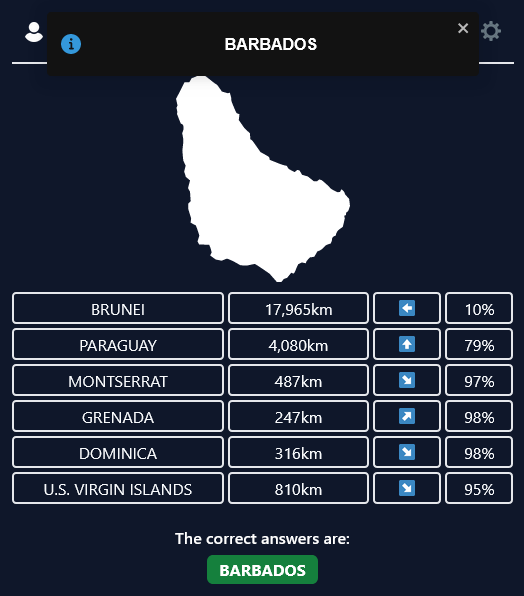 BARBADOS
BRUNEI 17,965km ⬅️ 10%
PARAGUAY 4,080km ⬆️ 79%
MONTSERRAT 487km ↘️ 97%
GRENADA 247km ↗️ 98%
DOMINICA 316km ↘️ 98%
U.S. VIRGIN ISLANDS 810km ↘️ 95%
The correct answers are:
BARBADOS